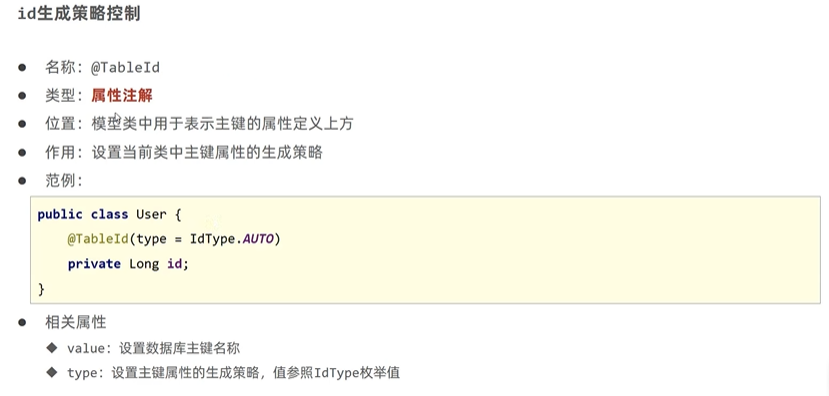 id生成策略控制
● 名称：@TableId
● 类型：属性注解
● 位置：模型类中用于表示主键的属性定义上方
● 作用：设置当前类中主键属性的生成策略
● 范例：
public class User {
    @TableId(type = IdType.AUTO)
    private Long id;
}
● 相关属性
◆ value：设置数据库主键名称
◆ type：设置主键属性的生成策略，值参照IdType枚举值